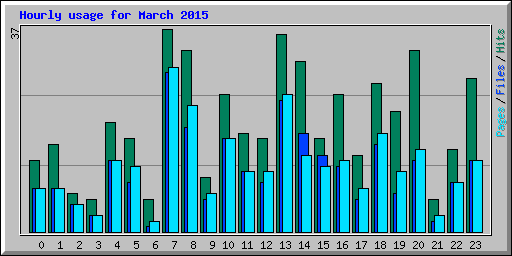 Hourly usage for March 2015
37
Pages/Files/Hits
0 1 2 3 4 5 6 7 8 9 10 11 12 13 14 15 16 17 18 19 20 21 22 23